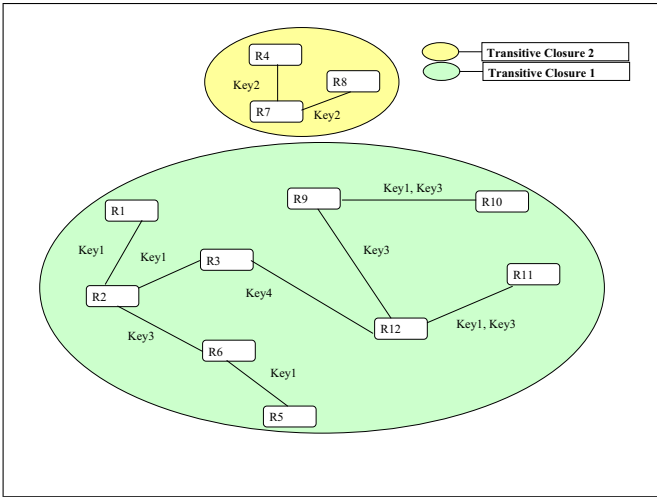 R4
Transitive Closure 2
Transitive Closure 1
R8
Key2
R7
Key2
R9
Key1, Key3
R10
R1
Key1
Key1
R3
Key3
R11
R2
Key4
R12
Key1, Key3
Key3
R6
Key1
R5